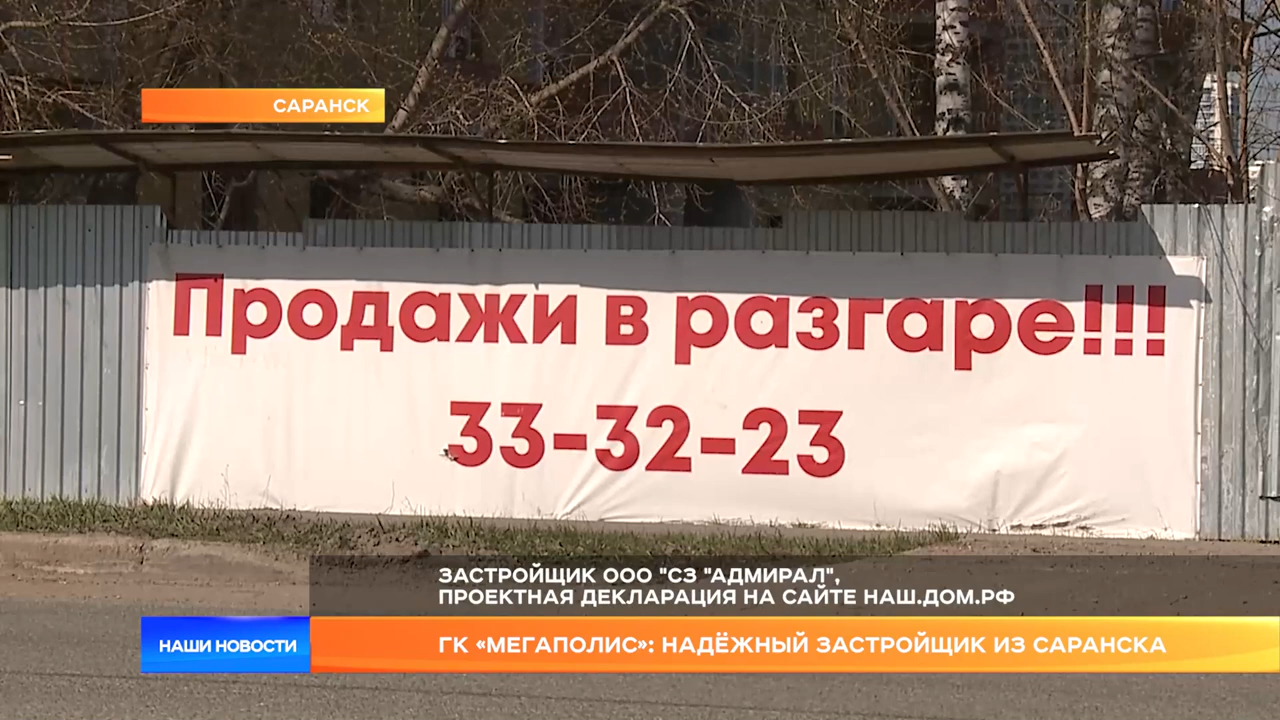 САРАНСК
Продажи в разгаре!!!
33-32-23
ЗАСТРОЙЩИК ООО "СЗ "АДМИРАЛ",
ПРОЕКТНАЯ ДЕКЛАРАЦИЯ НА САЙТЕ НАШ.ДОМ.РФ
НАШИ НОВОСТИ
ГК «МЕГАПОЛИС»: НАДЁЖНЫЙ ЗАСТРОЙЩИК ИЗ САРАНСКА